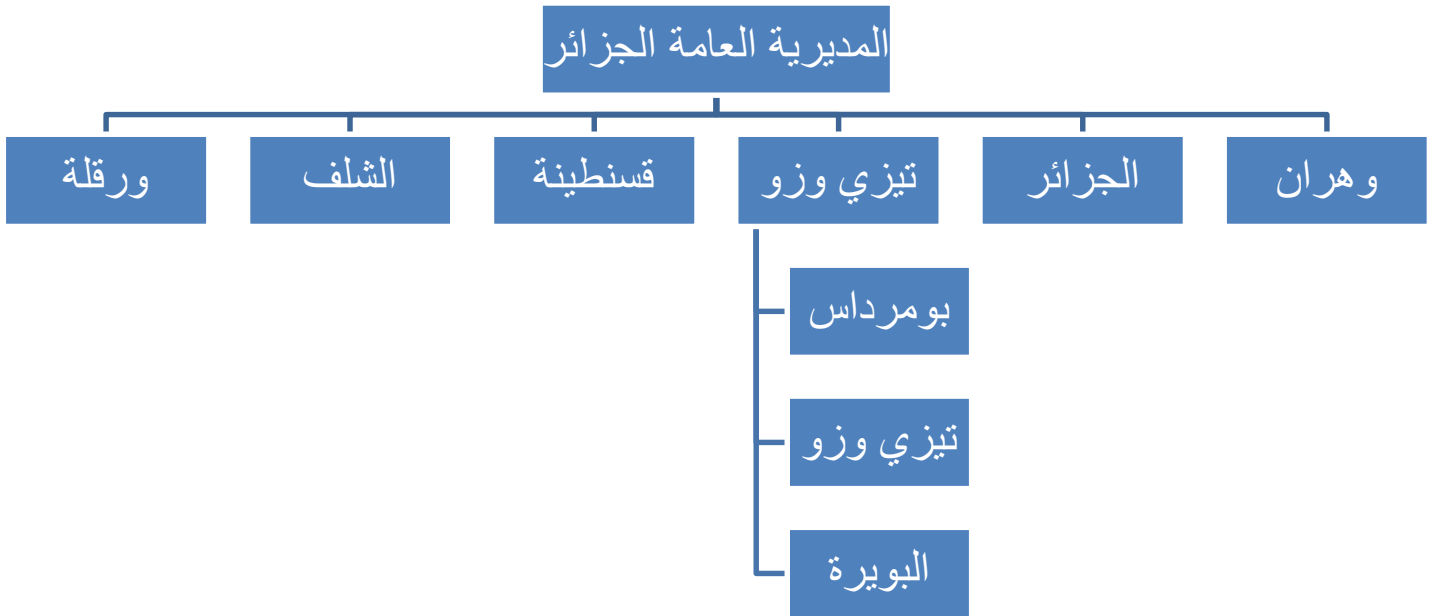 المديرية العامة الجزائر
وهران
الجزائر
تيزي وزو
قسنطينة
الشلف
ورقلة
بومرداس
تيزي وزو
البويرة